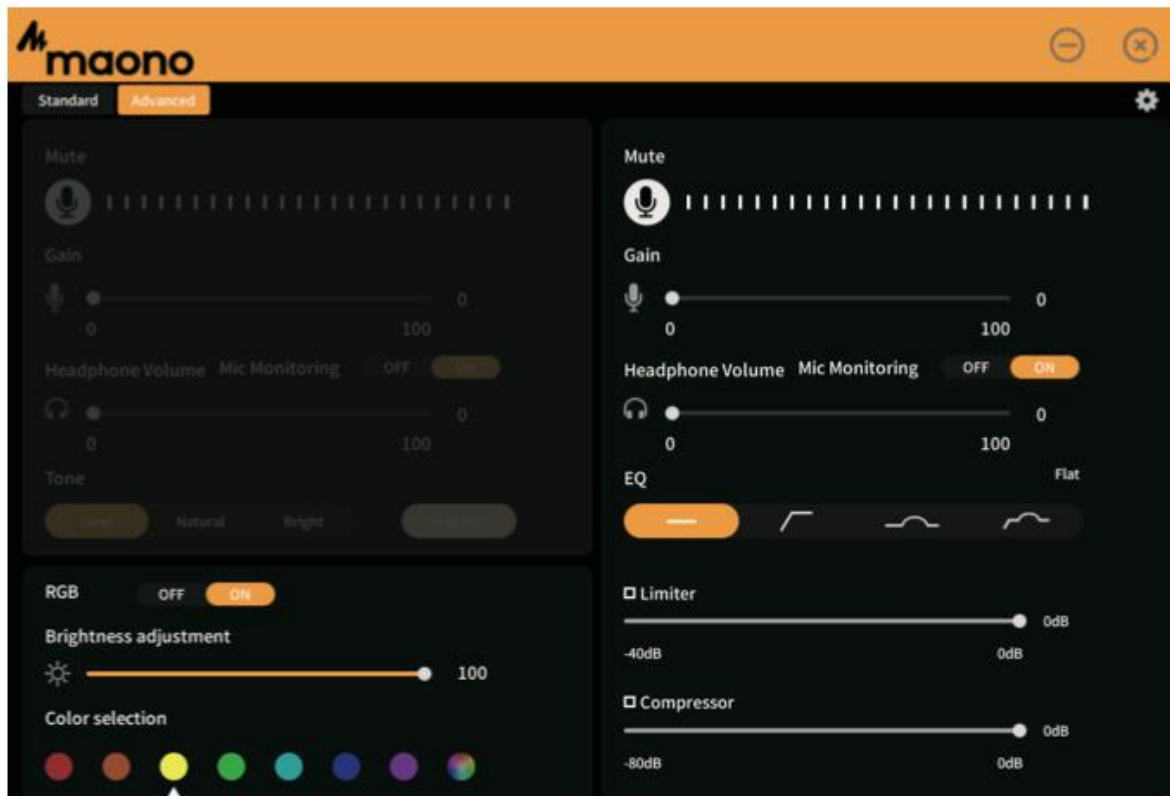 maono
Standard
Advanced
Mute
Gain
0
0
100
Headphone Volume
Mic Monitoring
OFF
ON
0
0
100
Tone
Natural
Bright
RGB
OFF
ON
Brightness adjustment
100
Color selection
Mute
Gain
0
0
100
Headphone Volume
Mic Monitoring
OFF
ON
0
0
100
EQ
Flat
Limiter
0dB
-40dB
0dB
Compressor
0dB
-80dB
0dB